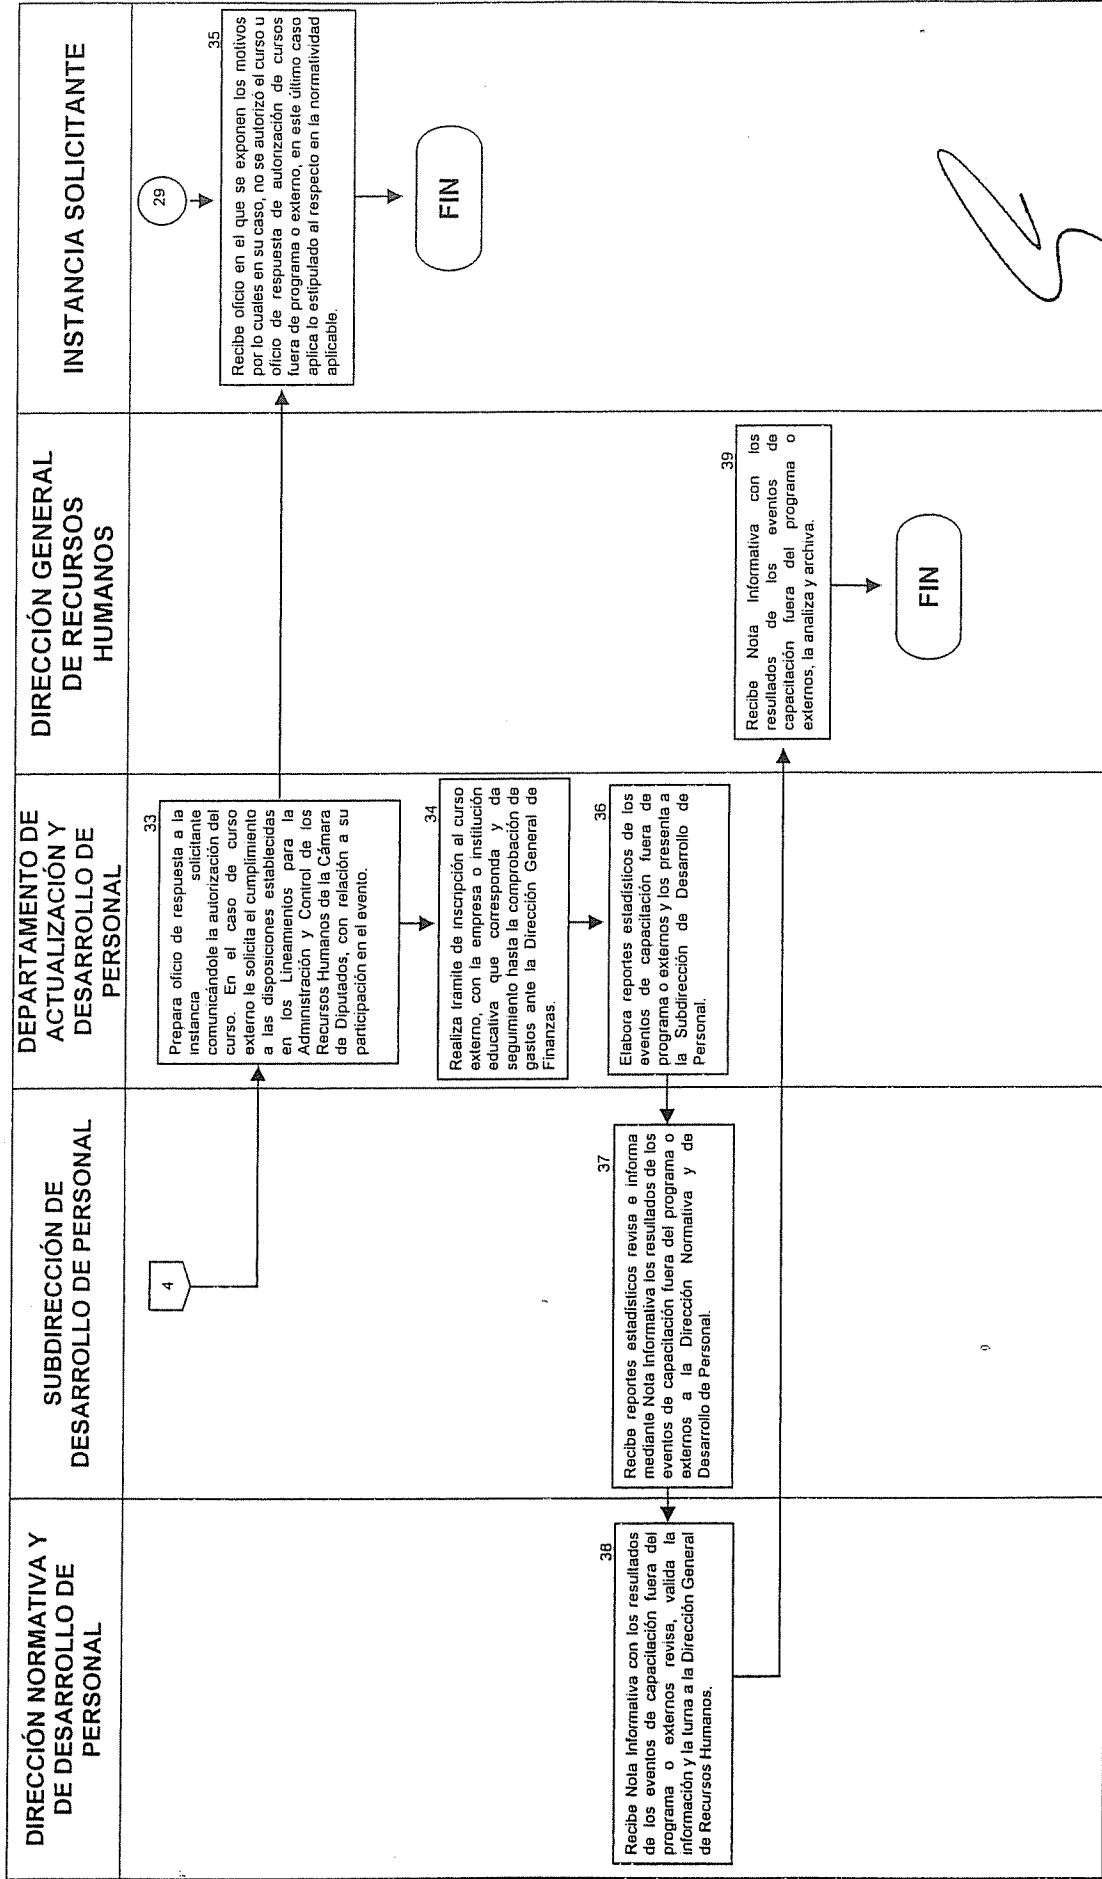 DIRECCIÓN NORMATIVA Y
DE DESARROLLO DE
PERSONAL
SUBDIRECCIÓN DE
DESARROLLO DE PERSONAL
DEPARTAMENTO DE
ACTUALIZACIÓN Y
DESARROLLO DE
PERSONAL
DIRECCIÓN GENERAL
DE RECURSOS
HUMANOS
INSTANCIA SOLICITANTE
4
29
33
Prepara oficio de respuesta a la
instancia solicitante
comunicándole la autorización del
curso. En el caso de curso
externo le solicita el cumplimiento
a las disposiciones establecidas
en los Lineamientos para la
Administración y Control de los
Recursos Humanos de la Cámara
de Diputados, con relación a su
participación en el evento.
35
Recibe oficio en el que se exponen los motivos
por lo cuales en su caso, no se autorizó el curso u
oficio de respuesta de autorización de cursos
fuera de programa o externo, en este último caso
aplica lo estipulado al respecto en la normatividad
aplicable.
FIN
34
Realiza trámite de inscripción al curso
externo, con la empresa o institución
educativa que corresponda y da
seguimiento hasta la comprobación de
gastos ante la Dirección General de
Finanzas.
36
Elabora reportes estadísticos de los
eventos de capacitación fuera de
programa o externos y los presenta a
la Subdirección de Desarrollo de
Personal.
37
Recibe reportes estadísticos revisa e informa
mediante Nota Informativa los resultados de los
eventos de capacitación fuera del programa o
externos a la Dirección Normativa y de
Desarrollo de Personal.
38
Recibe Nota Informativa con los resultados
de los eventos de capacitación fuera del
programa o externos revisa, valida la
información y la turna a la Dirección General
de Recursos Humanos.
39
Recibe Nota Informativa con los
resultados de los eventos de
capacitación fuera del programa o
externos, la analiza y archiva.
FIN